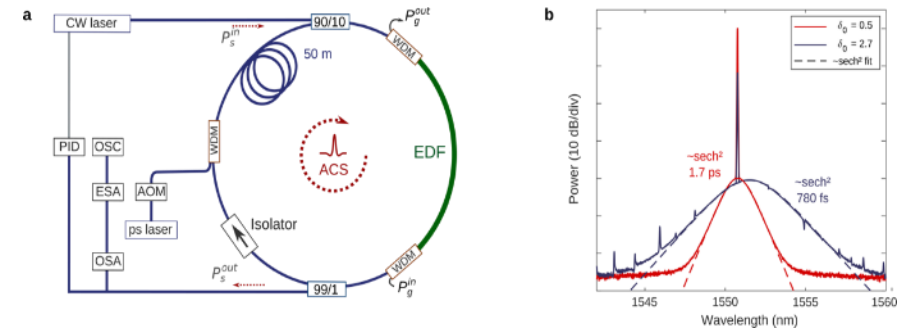 a
CW laser
90/10
P_s^{in}
P_g^{out}
WDM
50 m
WDM
PID
OSC
ESA
AOM
ps laser
OSA
ACS
EDF
Isolator
WDM
P_g^{in}
P_s^{out}
99/1
b
δ₀ = 0.5
δ₀ = 2.7
~sech² fit
Power (10 dB/div)
~sech²
1.7 ps
~sech²
780 fs
1545
1550
1555
1560
Wavelength (nm)